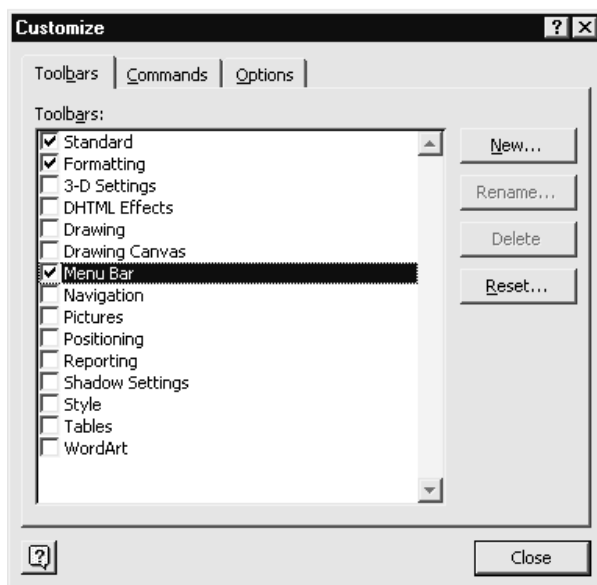 Customize
Toolbars Commands Options
Toolbars:
Standard
Formatting
3-D Settings
DHTML Effects
Drawing
Drawing Canvas
Menu Bar
Navigation
Pictures
Positioning
Reporting
Shadow Settings
Style
Tables
WordArt
New...
Rename...
Delete
Reset...
Close